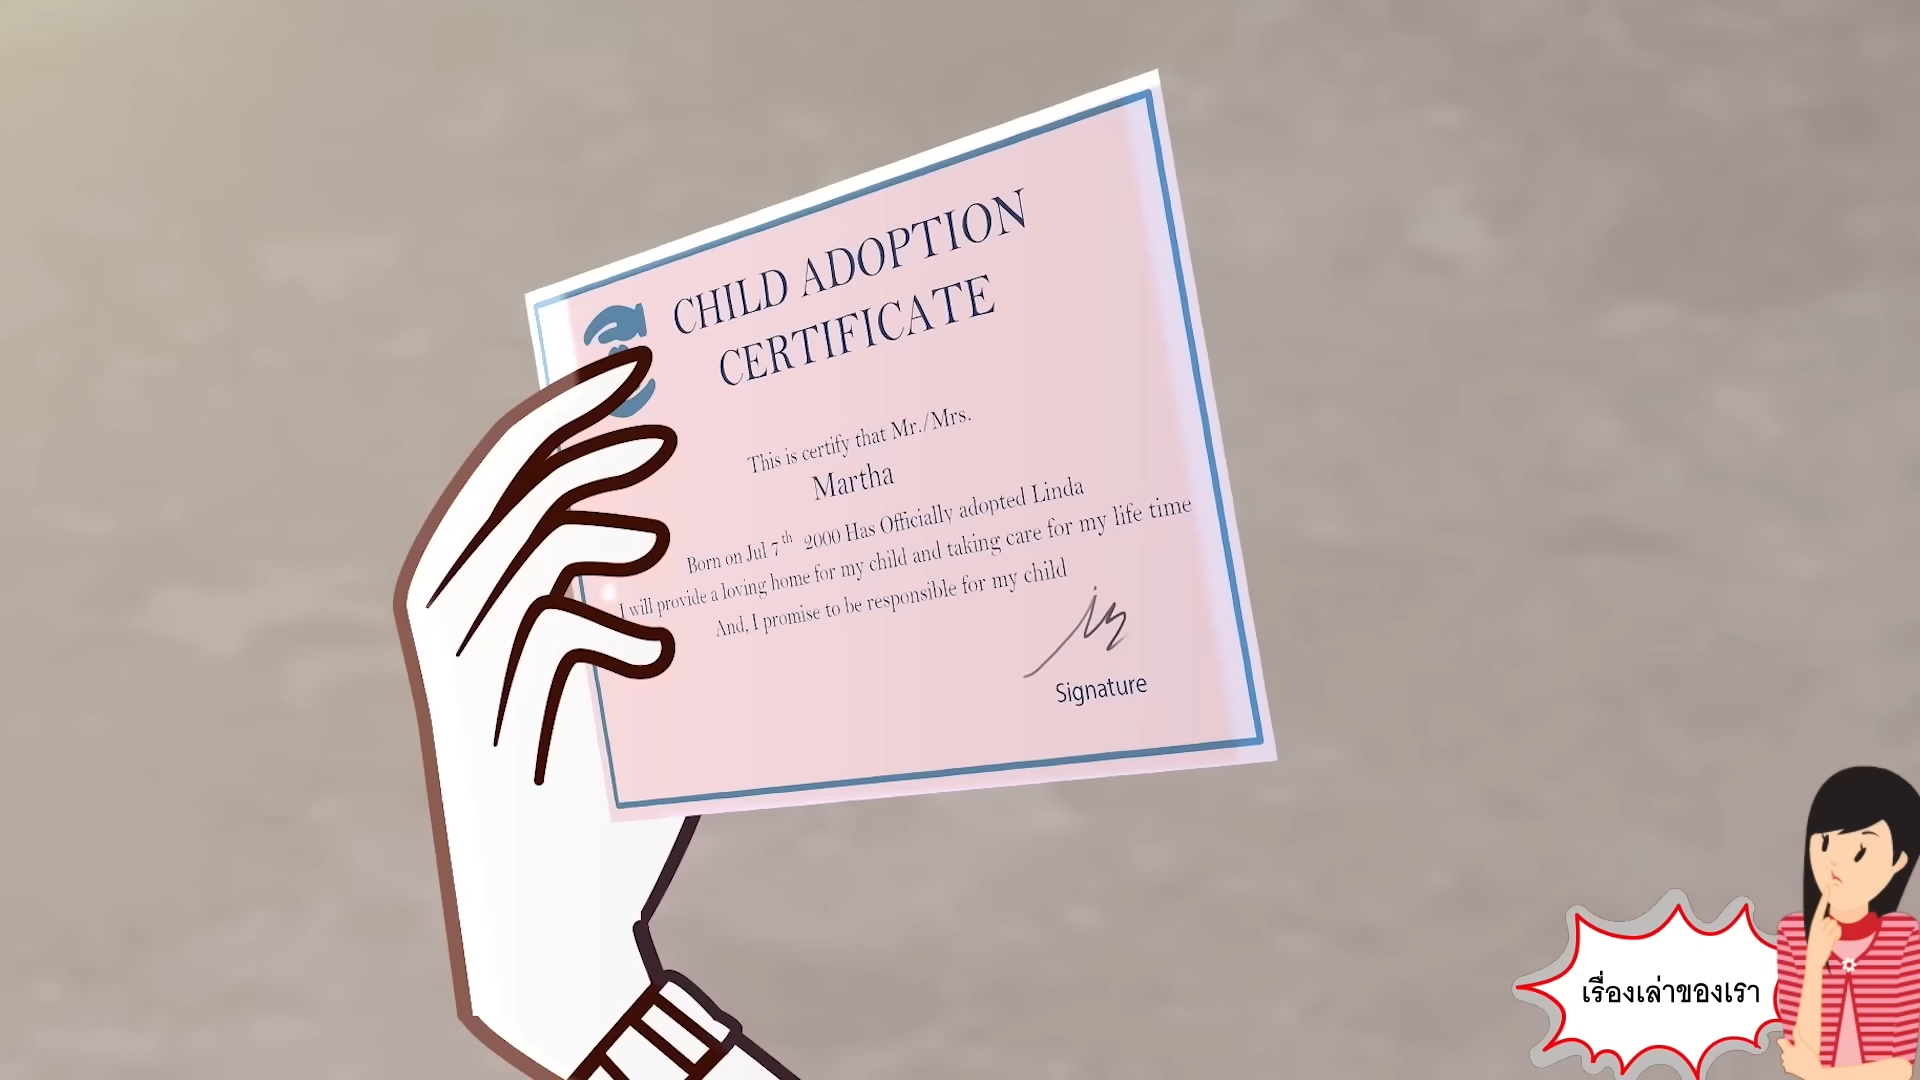 CHILD ADOPTION
CERTIFICATE
This is certify that Mr./Mrs.
Martha
Born on Jul 7th 2000 Has Officially adopted Linda
I will provide a loving home for my child and taking care for my life time
And, I promise to be responsible for my child
Signature
เรื่องเล่าของเรา